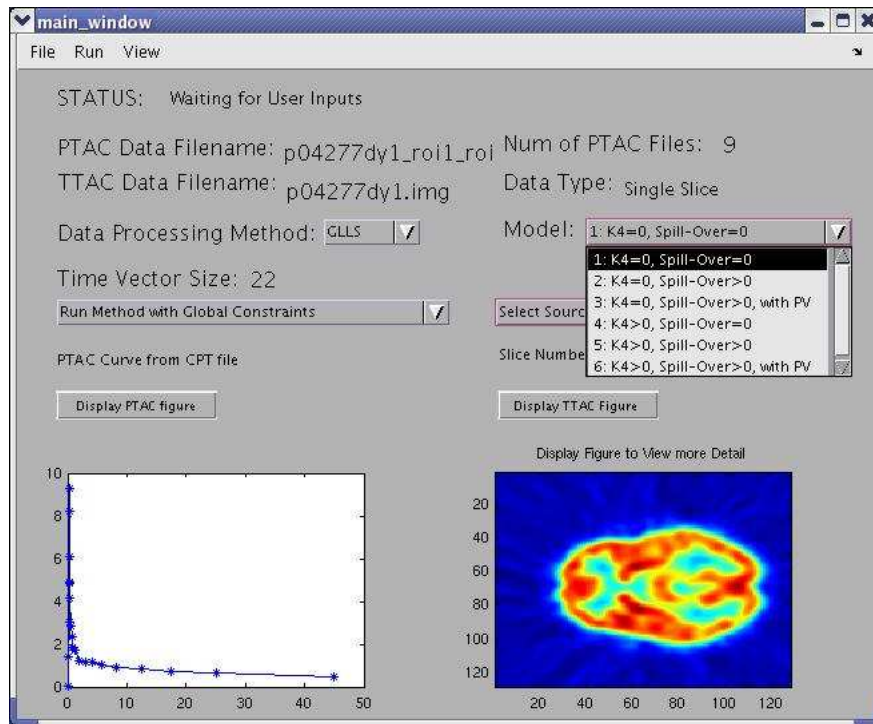 main_window
File Run View
STATUS: Waiting for User Inputs
PTAC Data Filename: p04277dy1_roi1_roi Num of PTAC Files: 9
TTAC Data Filename: p04277dy1.img Data Type: Single Slice
Data Processing Method: GLLS Model: 1: K4=0, Spill-Over=0
1: K4=0, Spill-Over=0
Time Vector Size: 22 2: K4=0, Spill-Over>0
3: K4=0, Spill-Over>0, with PV
Run Method with Global Constraints Select Sourc 4: K4>0, Spill-Over=0
5: K4>0, Spill-Over>0
PTAC Curve from CPT file Slice Numbe 6: K4>0, Spill-Over>0, with PV
Display PTAC figure Display TTAC Figure
Display Figure to View more Detail
10
8
6
4
2
0
0 10 20 30 40 50
20
40
60
80
100
120
20 40 60 80 100 120